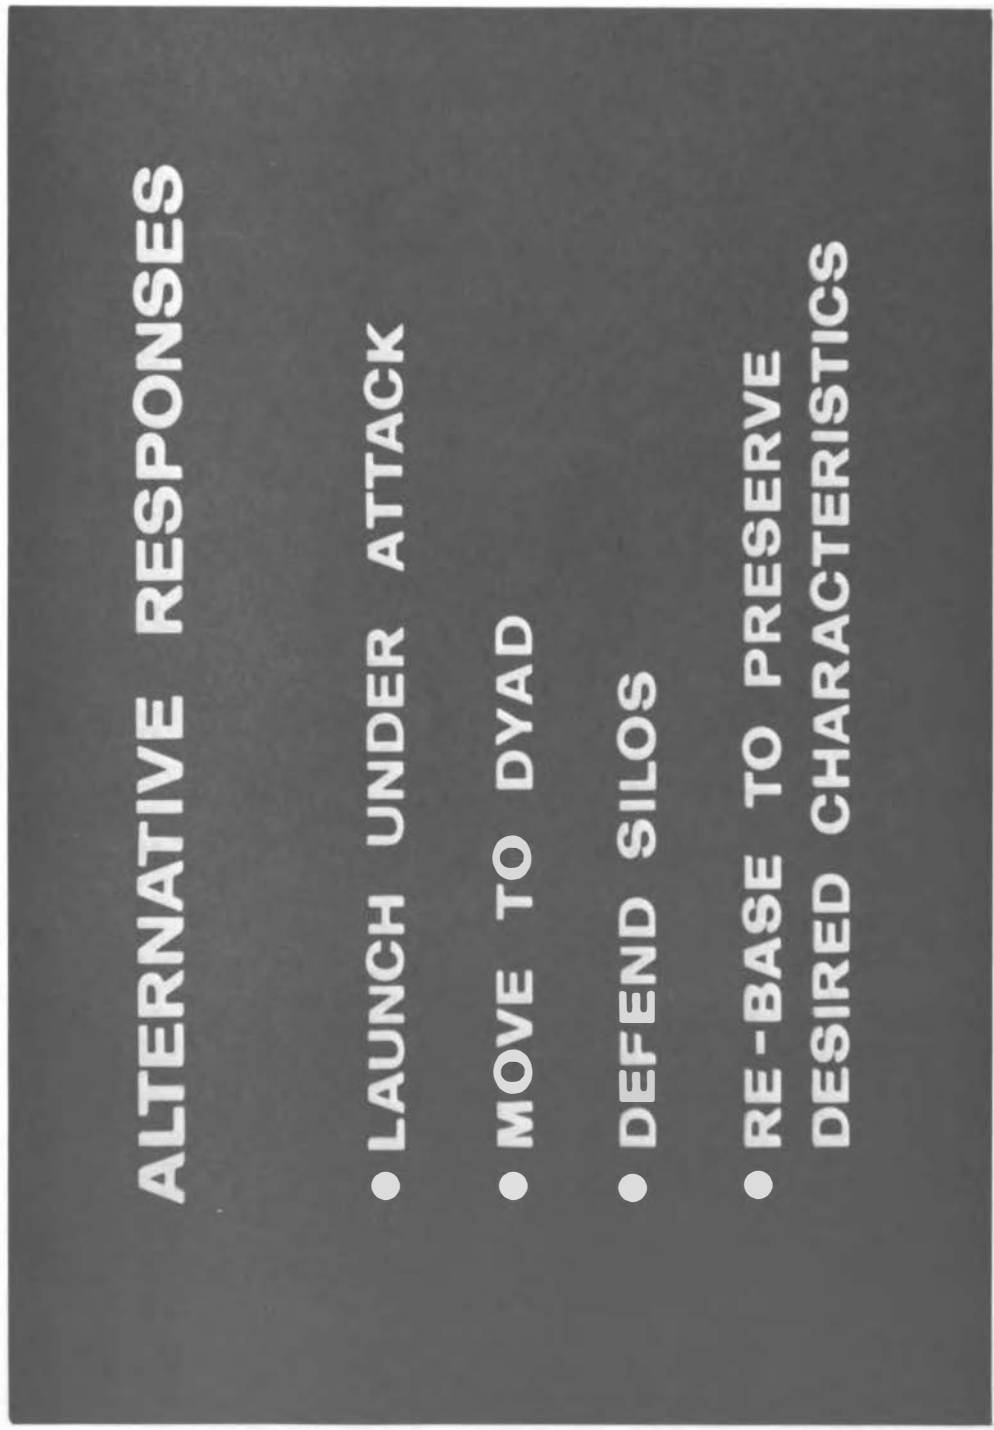 ALTERNATIVE RESPONSES
● LAUNCH UNDER ATTACK
● MOVE TO DYAD
● DEFEND SILOS
● RE-BASE TO PRESERVE
DESIRED CHARACTERISTICS